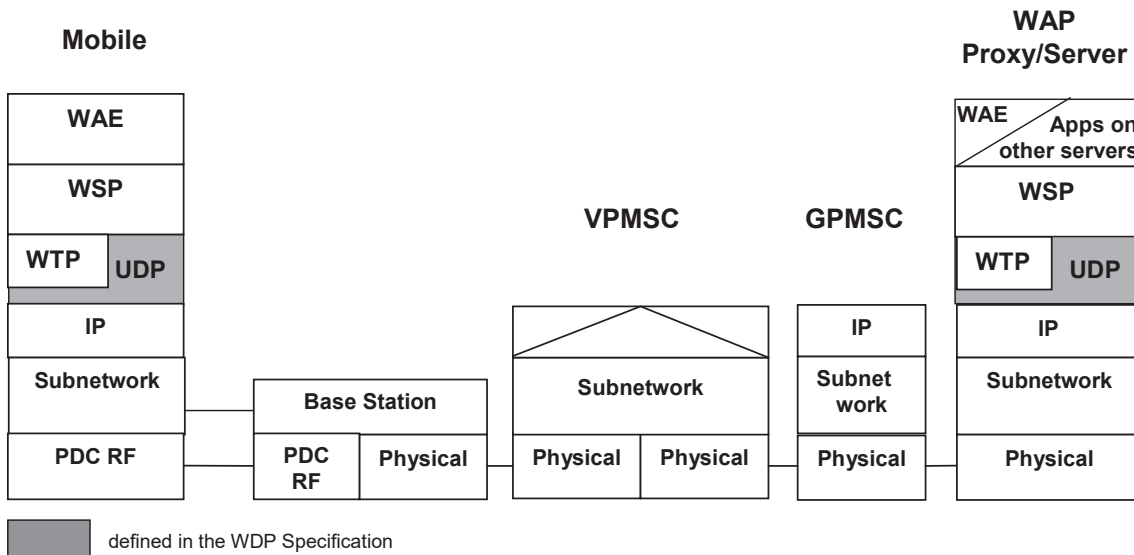 Mobile
WAP
Proxy/Server
WAE
WSP
WTP
UDP
IP
Subnetwork
PDC RF
Base Station
PDC
RF
Physical
VPMSC
Subnetwork
Physical
Physical
GPMSC
IP
Subnet
work
Physical
WAE
Apps on
other servers
WSP
WTP
UDP
IP
Subnetwork
Physical
defined in the WDP Specification